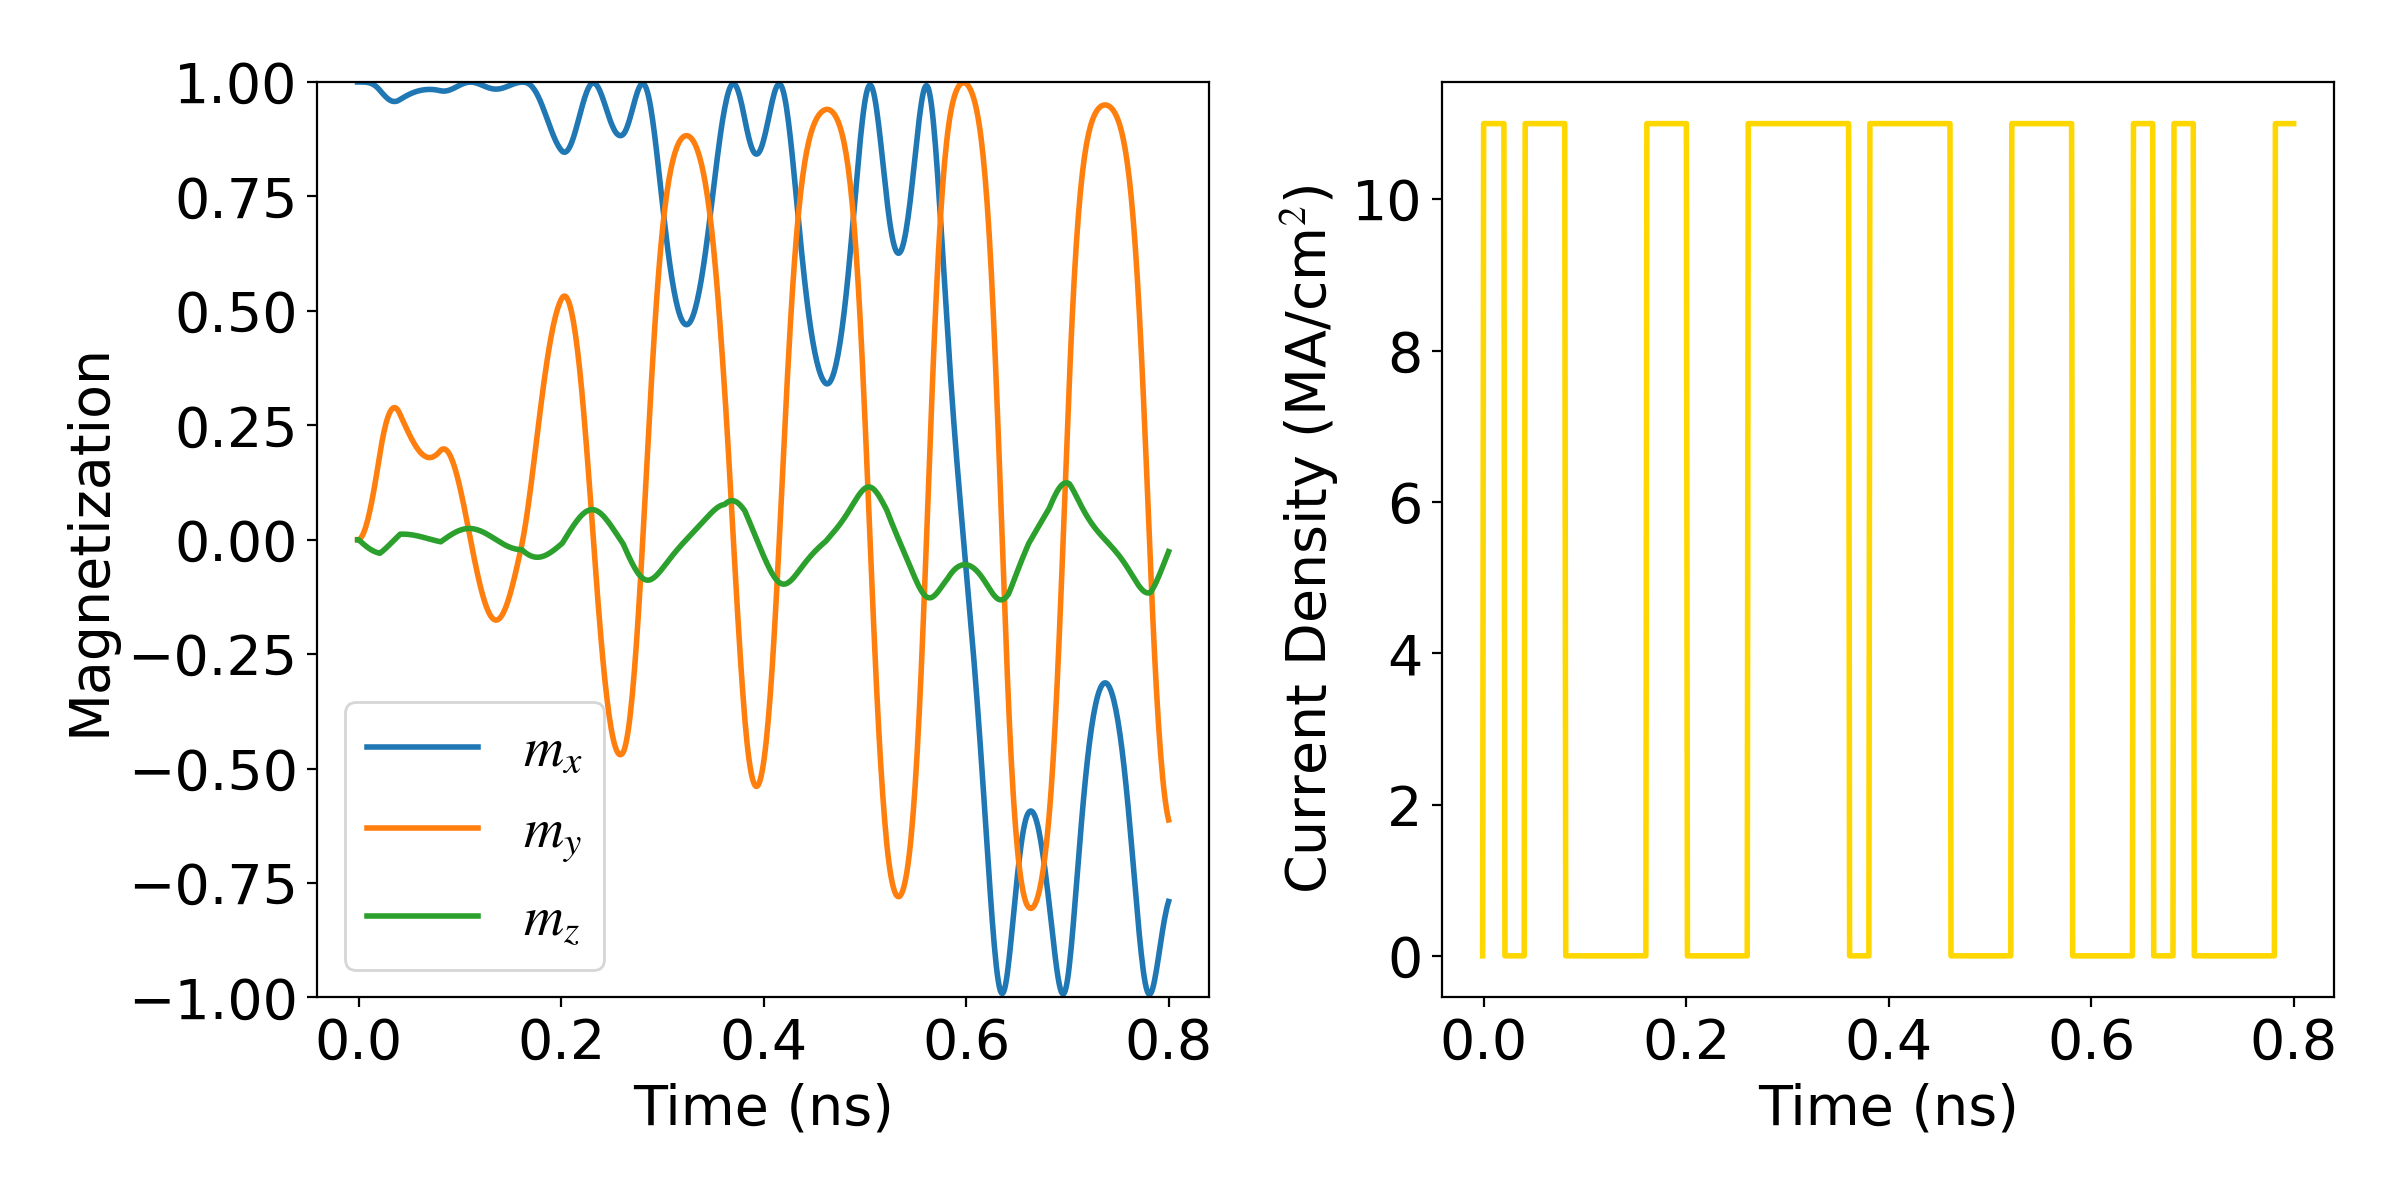 1.00
0.75
0.50
0.25
0.00
−0.25
−0.50
−0.75
−1.00
Magnetization
m_x
m_y
m_z
0.0 0.2 0.4 0.6 0.8
Time (ns)
10
8
6
4
2
0
Current Density (MA/cm²)
0.0 0.2 0.4 0.6 0.8
Time (ns)